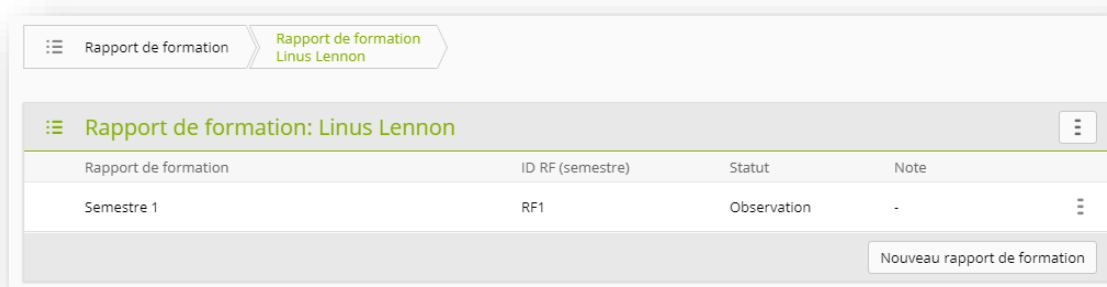 Rapport de formation
Rapport de formation
Linus Lennon
Rapport de formation: Linus Lennon
Rapport de formation ID RF (semestre) Statut Note
Semestre 1 RF1 Observation -
Nouveau rapport de formation